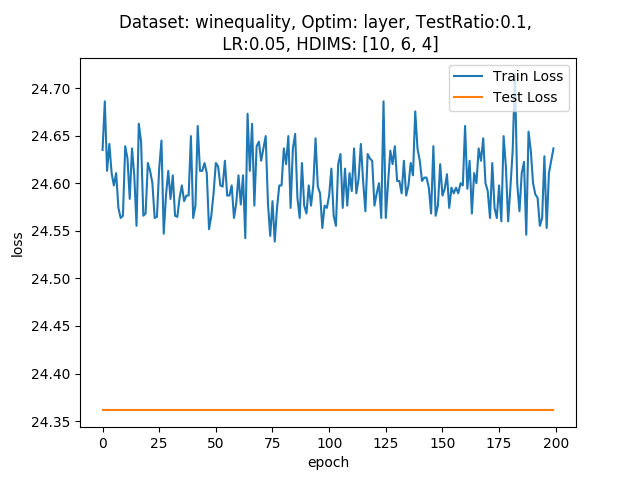 Dataset: winequality, Optim: layer, TestRatio:0.1,
LR:0.05, HDIMS: [10, 6, 4]
Train Loss
Test Loss
24.70
24.65
24.60
24.55
24.50
24.45
24.40
24.35
loss
0 25 50 75 100 125 150 175 200
epoch